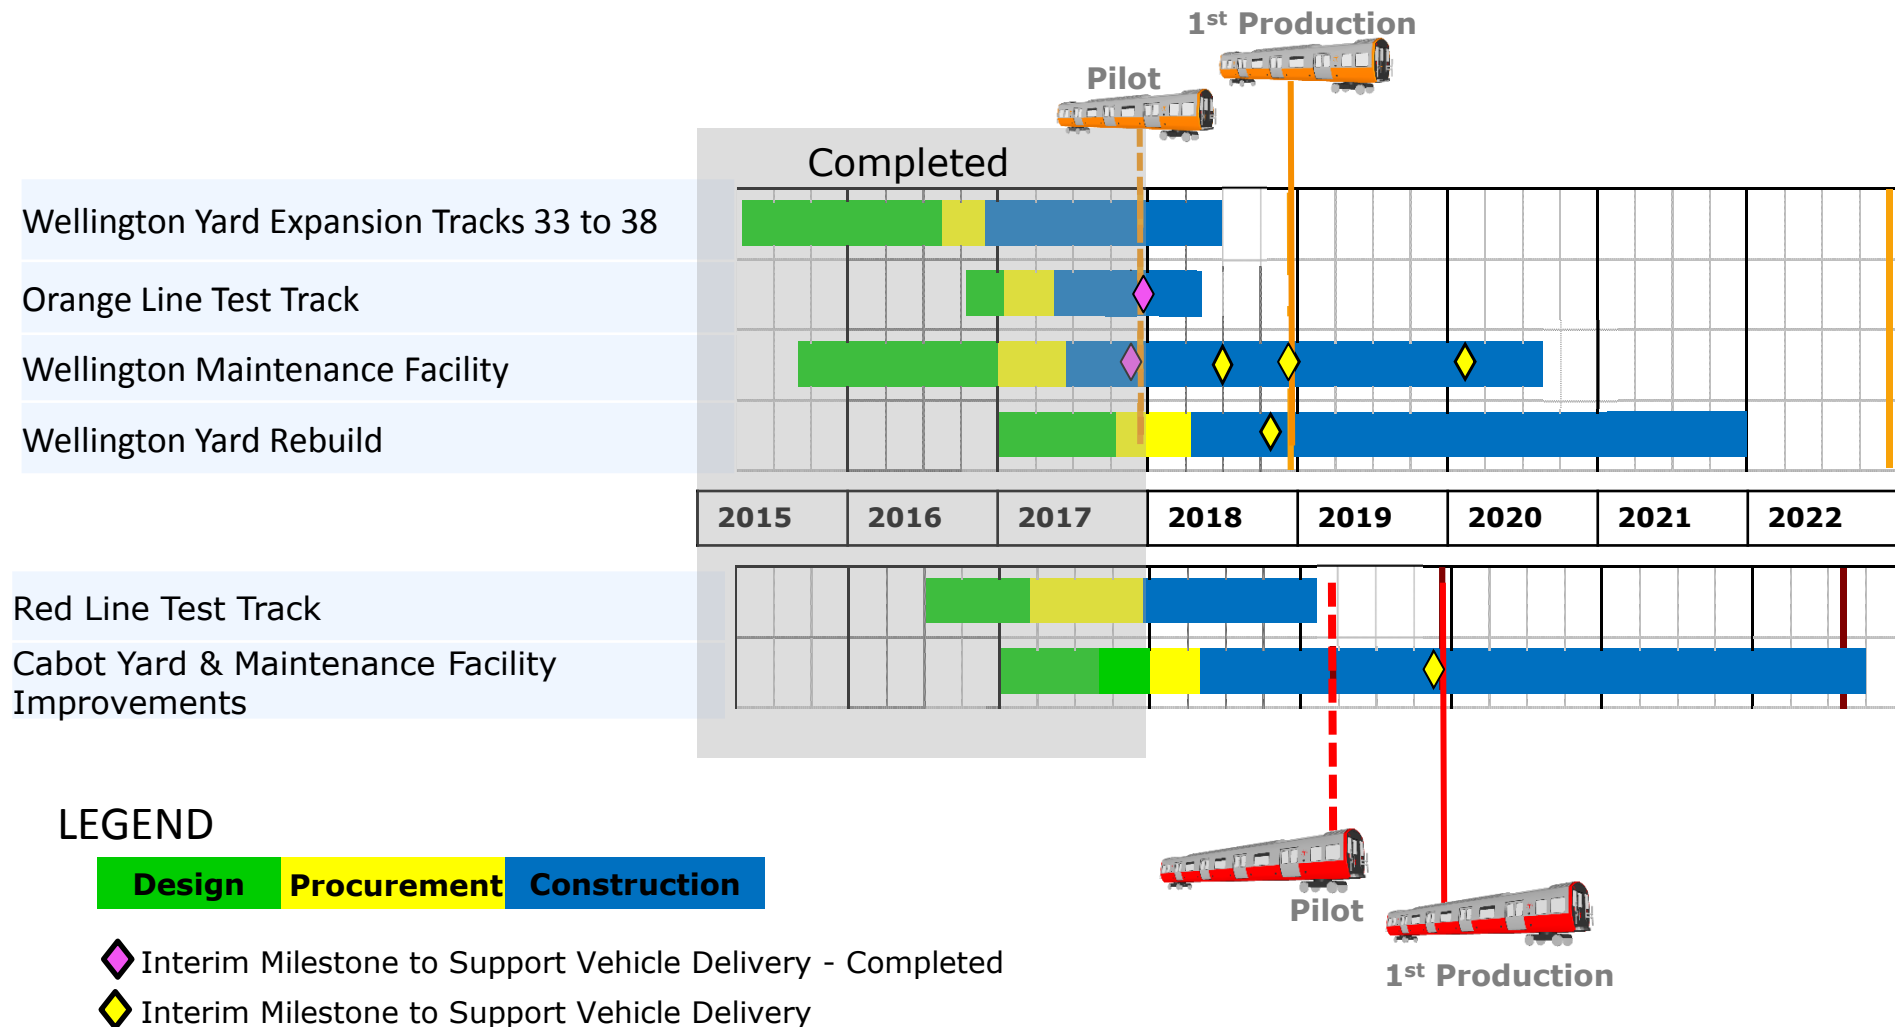 1st Production
Pilot
Completed
Wellington Yard Expansion Tracks 33 to 38
Orange Line Test Track
Wellington Maintenance Facility
Wellington Yard Rebuild
2015 2016 2017 2018 2019 2020 2021 2022
Red Line Test Track
Cabot Yard & Maintenance Facility
Improvements
LEGEND
Design Procurement Construction
Pilot
Interim Milestone to Support Vehicle Delivery - Completed
1st Production
Interim Milestone to Support Vehicle Delivery